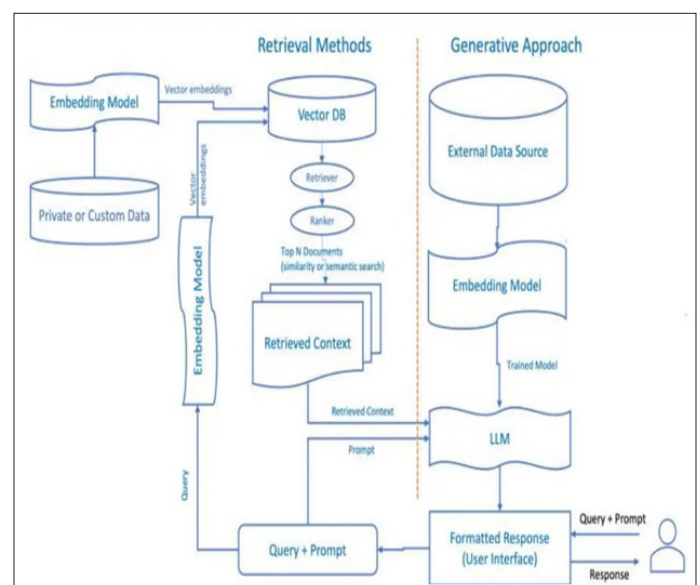 Retrieval Methods
Generative Approach
Embedding Model
Vector embeddings
Vector DB
External Data Source
Private or Custom Data
Vector
embeddings
Retriever
Ranker
Top N Documents
(similarity or semantic search)
Embedding Model
Embedding Model
Retrieved Context
Trained Model
Retrieved Context
LLM
Prompt
Query
Query + Prompt
Formatted Response
(User Interface)
Query + Prompt
Response